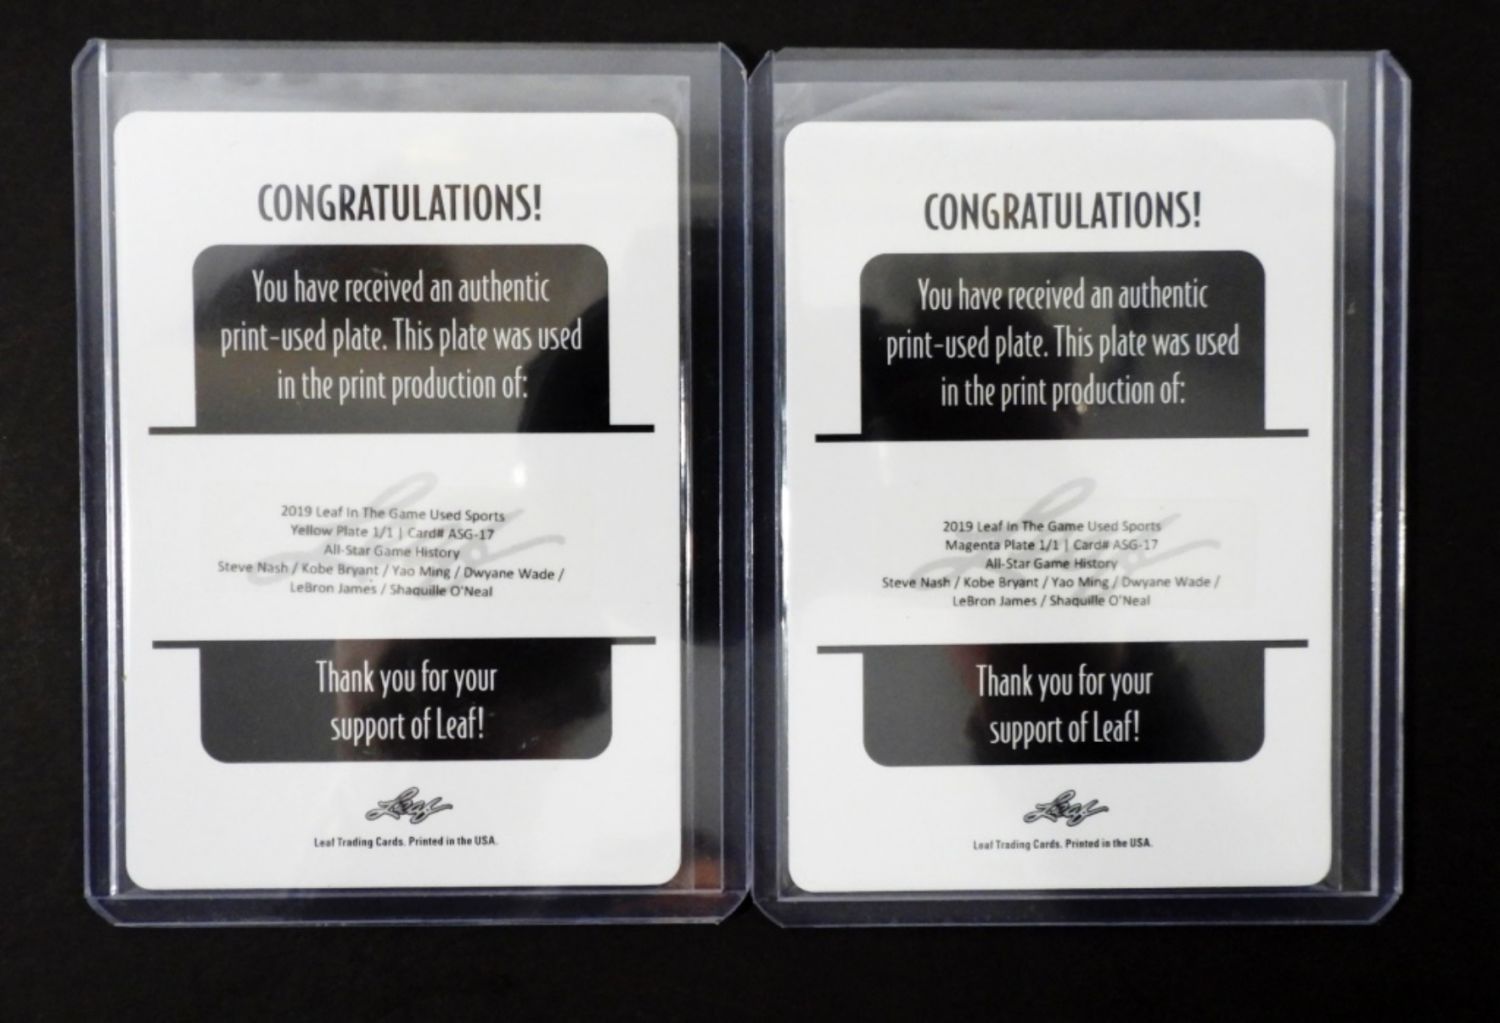 CONGRATULATIONS!
You have received an authentic
print-used plate. This plate was used
in the print production of:
2019 Leaf In The Game Used Sports
Yellow Plate 1/1 | Card# ASG-17
All-Star Game History
Steve Nash / Kobe Bryant / Yao Ming / Dwyane Wade /
LeBron James / Shaquille O'Neal
Thank you for your
support of Leaf!
Leaf
Leaf Trading Cards. Printed in the USA.
CONGRATULATIONS!
You have received an authentic
print-used plate. This plate was used
in the print production of:
2019 Leaf In The Game Used Sports
Magenta Plate 1/1 | Card# ASG-17
All-Star Game History
Steve Nash / Kobe Bryant / Yao Ming / Dwyane Wade /
LeBron James / Shaquille O'Neal
Thank you for your
support of Leaf!
Leaf
Leaf Trading Cards. Printed in the USA.